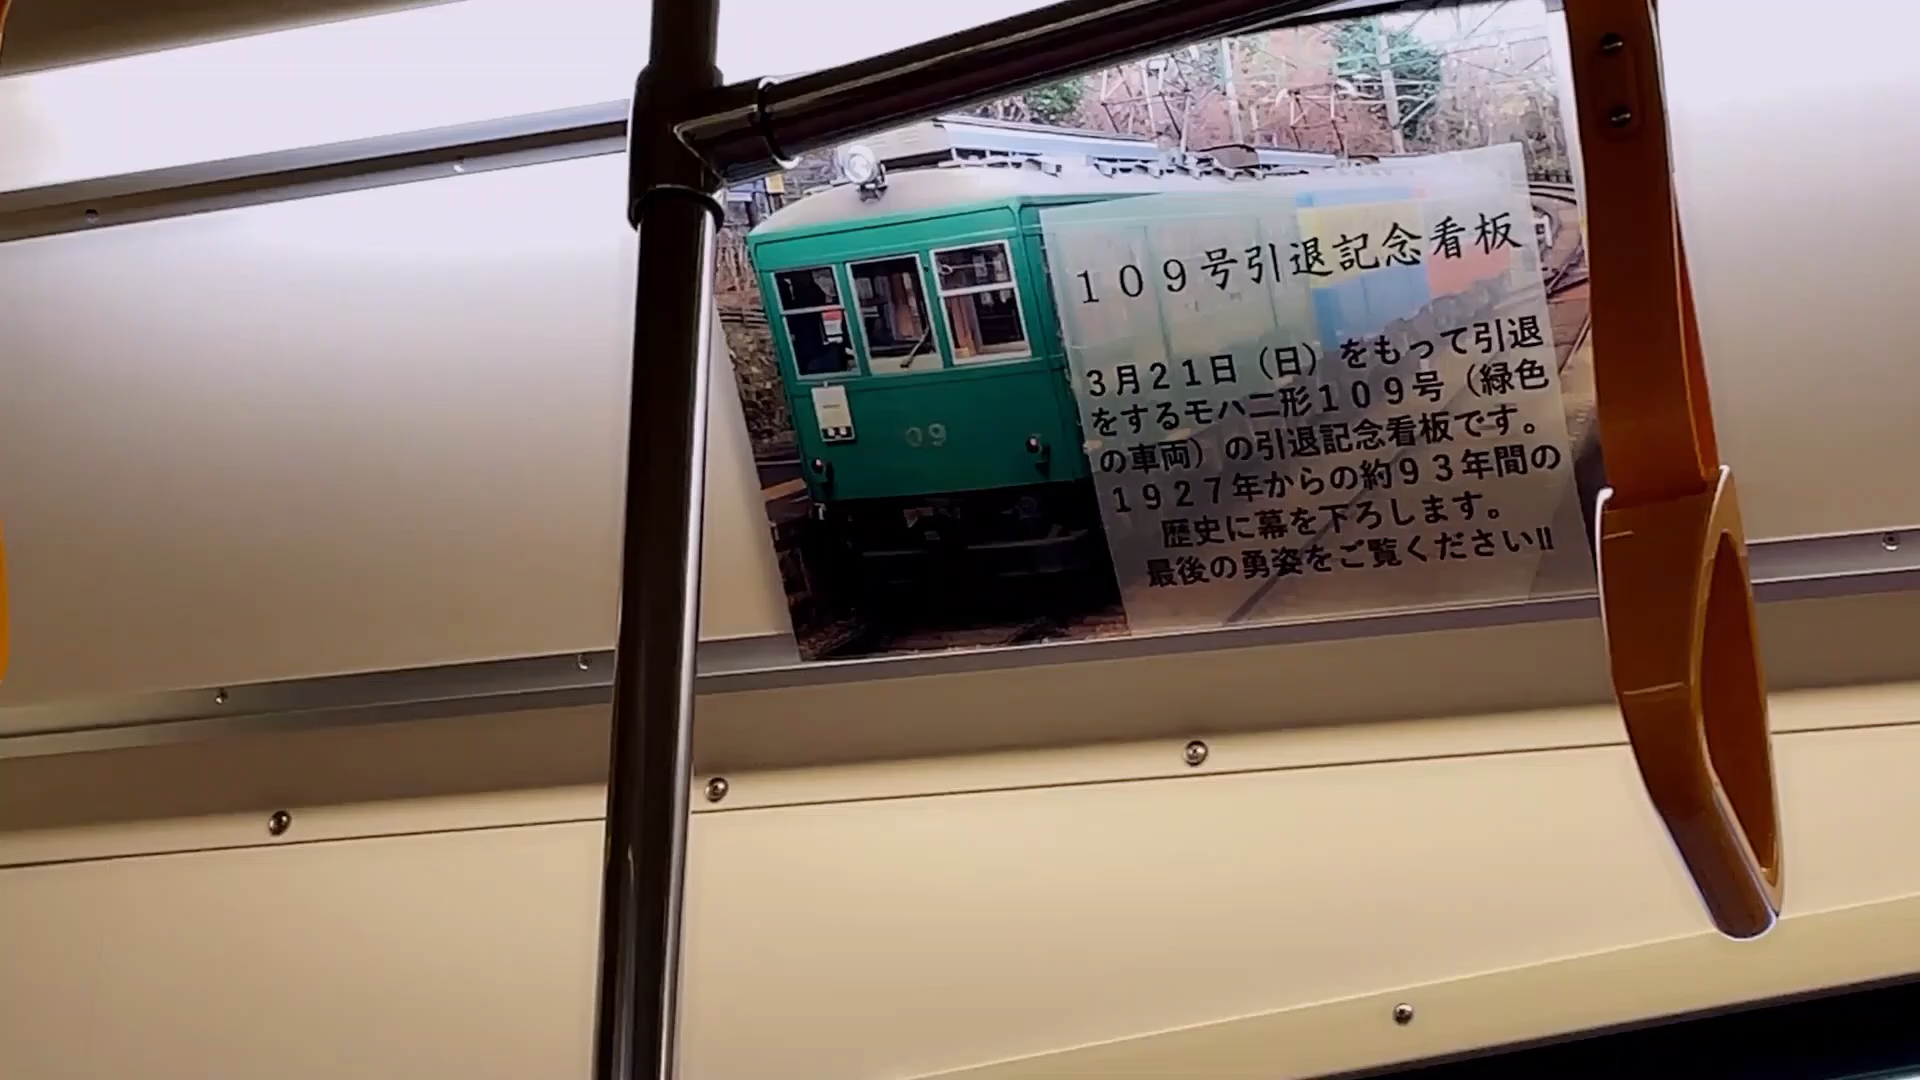 109号引退記念看板
3月21日（日）をもって引退
をするモハ二形109号（緑色
の車両）の引退記念看板です。
1927年からの約93年間の
歴史に幕を下ろします。
最後の勇姿をご覧ください!!
09